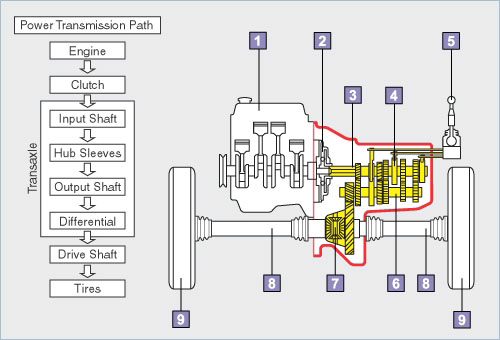 Power Transmission Path
Engine
Clutch
Input Shaft
Hub Sleeves
Output Shaft
Differential
Drive Shaft
Tires
Transaxle
1
2
3
4
5
6
7
8
8
9
9